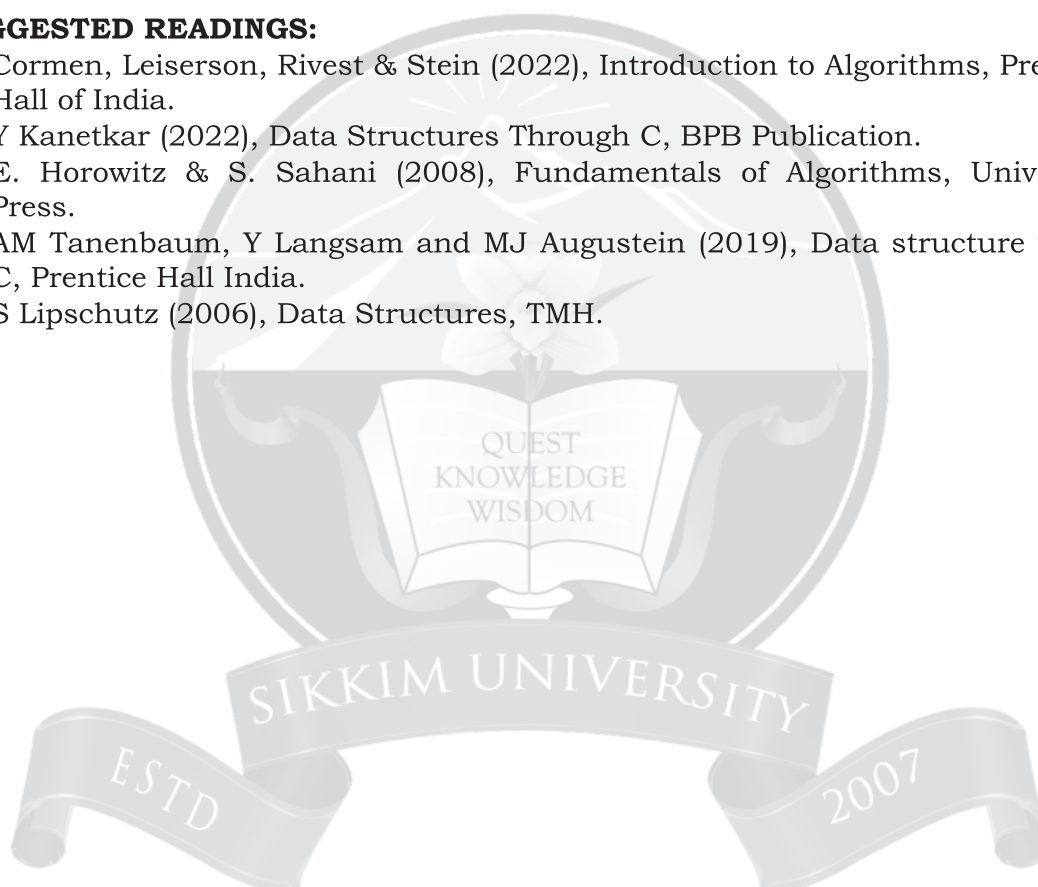 GGESTED READINGS:
Cormen, Leiserson, Rivest & Stein (2022), Introduction to Algorithms, Pre
Hall of India.
Y Kanetkar (2022), Data Structures Through C, BPB Publication.
E. Horowitz & S. Sahani (2008), Fundamentals of Algorithms, Univ
Press.
AM Tanenbaum, Y Langsam and MJ Augustein (2019), Data structure
C, Prentice Hall India.
S Lipschutz (2006), Data Structures, TMH.
QUEST
KNOWLEDGE
WISDOM
SIKKIM UNIVERSITY
ESTD
2007